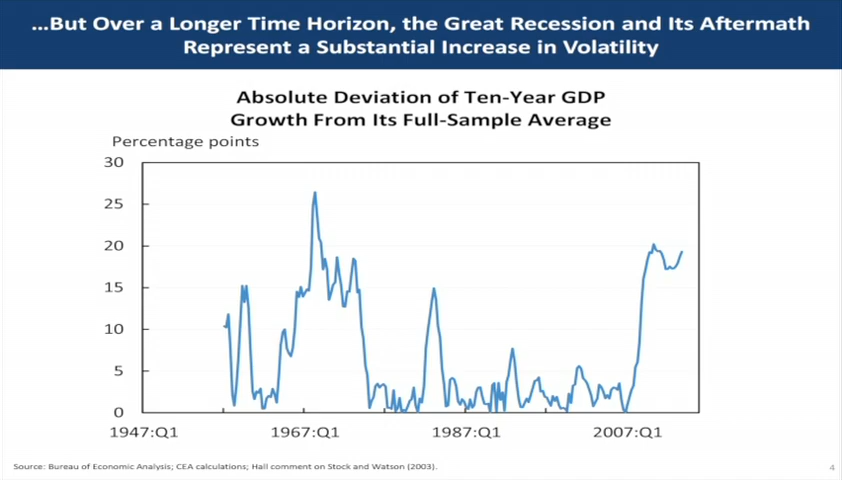 ...But Over a Longer Time Horizon, the Great Recession and Its Aftermath
Represent a Substantial Increase in Volatility
Absolute Deviation of Ten-Year GDP
Growth From Its Full-Sample Average
Percentage points
30
25
20
15
10
5
0
1947:Q1 1967:Q1 1987:Q1 2007:Q1
Source: Bureau of Economic Analysis; CEA calculations; Hall comment on Stock and Watson (2003).
4